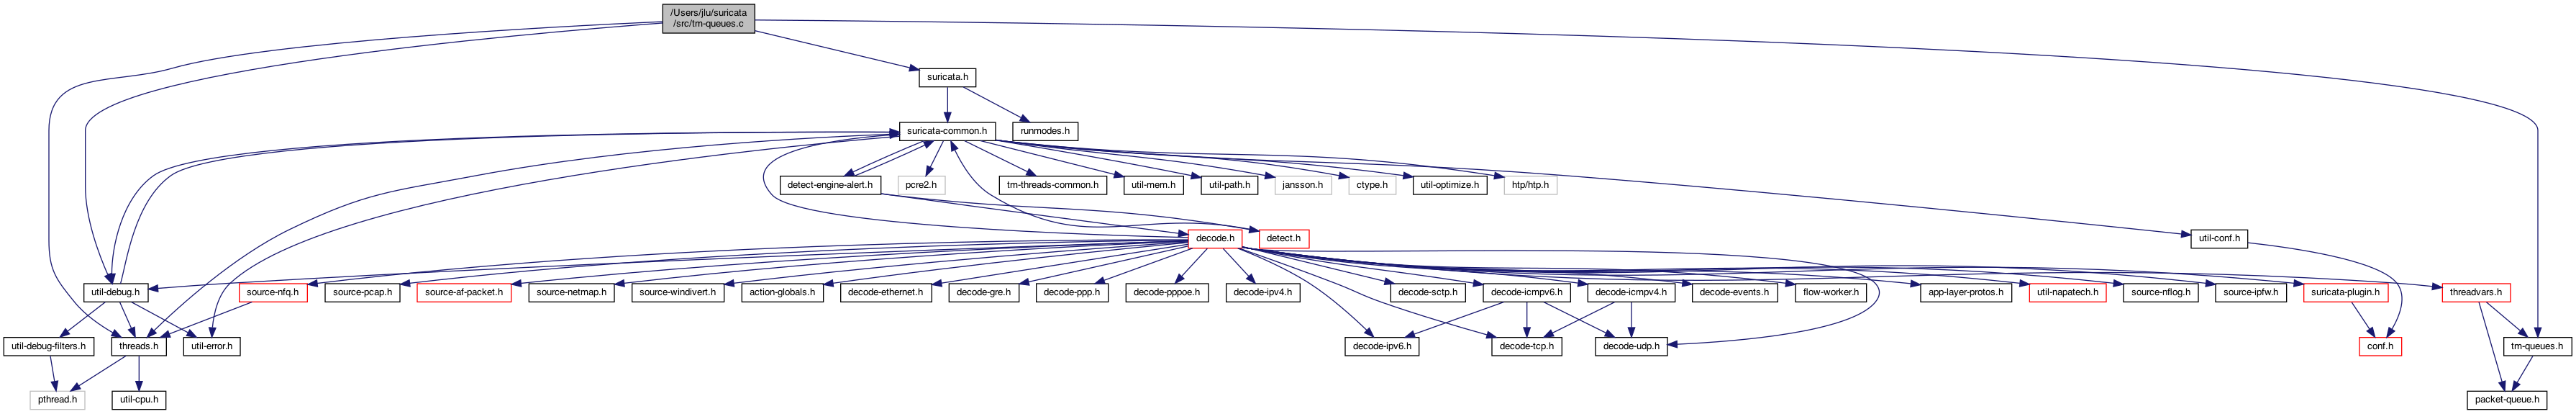 /Users/jlu/suricata
/src/tm-queues.c
suricata.h
suricata-common.h
runmodes.h
detect-engine-alert.h
pcre2.h
tm-threads-common.h
util-mem.h
util-path.h
jansson.h
ctype.h
util-optimize.h
htp/htp.h
decode.h
detect.h
util-conf.h
util-debug.h
source-nfq.h
source-pcap.h
source-af-packet.h
source-netmap.h
source-windivert.h
action-globals.h
decode-ethernet.h
decode-gre.h
decode-ppp.h
decode-pppoe.h
decode-ipv4.h
decode-sctp.h
decode-icmpv6.h
decode-icmpv4.h
decode-events.h
flow-worker.h
app-layer-protos.h
util-napatech.h
source-nflog.h
source-ipfw.h
suricata-plugin.h
threadvars.h
util-debug-filters.h
threads.h
util-error.h
decode-ipv6.h
decode-tcp.h
decode-udp.h
conf.h
tm-queues.h
pthread.h
util-cpu.h
packet-queue.h